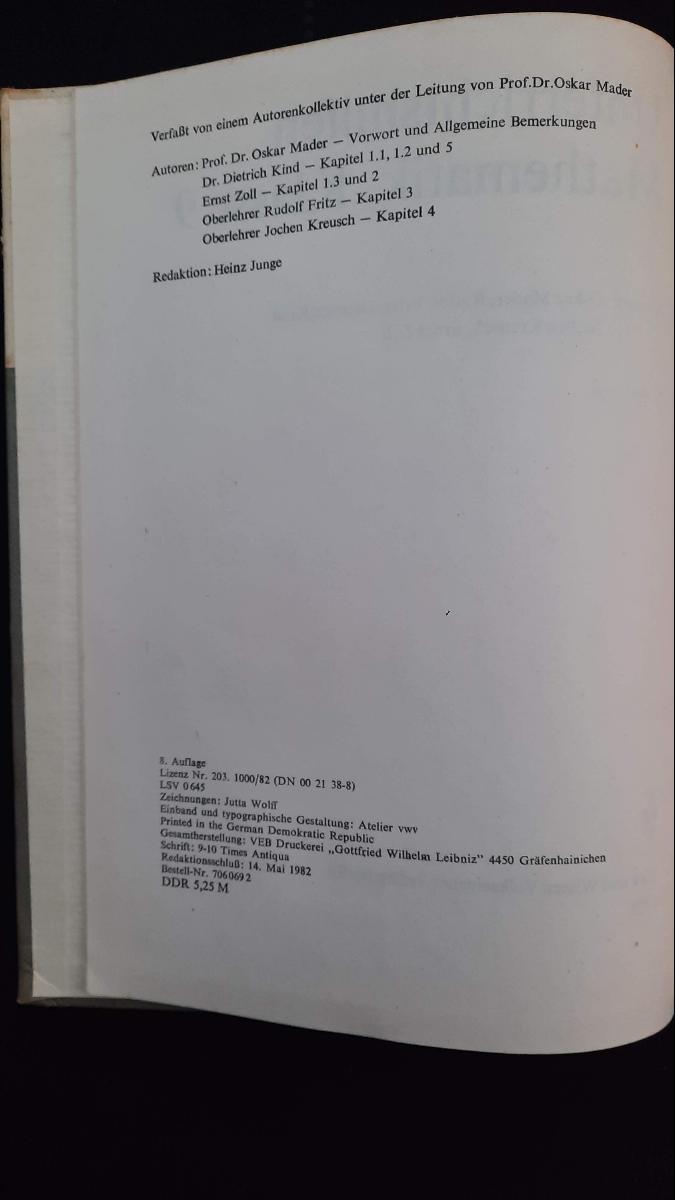 Verfaßt von einem Autorenkollektiv unter der Leitung von Prof.Dr.Oskar Mader
Autoren: Prof. Dr. Oskar Mader — Vorwort und Allgemeine Bemerkungen
Dr. Dietrich Kind — Kapitel 1.1, 1.2 und 5
Ernst Zoll — Kapitel 1.3 und 2
Oberlehrer Rudolf Fritz — Kapitel 3
Oberlehrer Jochen Kreusch — Kapitel 4
Redaktion: Heinz Junge
8. Auflage
Lizenz Nr. 203. 1000/82 (DN 00 21 38-8)
LSV 0645
Zeichnungen: Jutta Wolff
Einband und typographische Gestaltung: Atelier vwv
Printed in the German Demokratic Republic
Gesamtherstellung: VEB Druckerei „Gottfried Wilhelm Leibniz” 4450 Gräfenhainichen
Schrift: 9-10 Times Antiqua
Redaktionsschluß: 14. Mai 1982
Bestell-Nr. 7060692
DDR 5,25 M